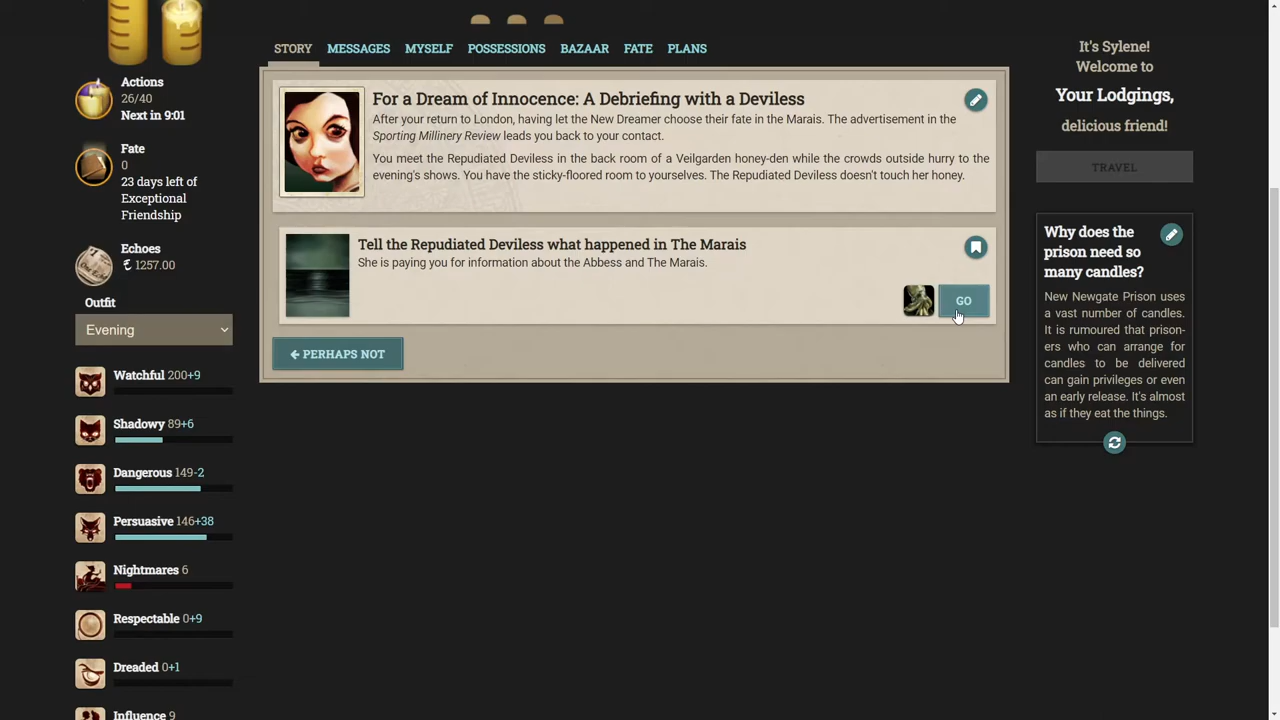 Actions
26/40
Next in 9:01
Fate
0
23 days left of
Exceptional
Friendship
Echoes
1257.00
Outfit
Evening
Watchful 200+9
Shadowy 89+6
Dangerous 149-2
Persuasive 146+38
Nightmares 6
Respectable 0+9
Dreaded 0+1
Influence 9
STORY MESSAGES MYSELF POSSESSIONS BAZAAR FATE PLANS
For a Dream of Innocence: A Debriefing with a Deviless
After your return to London, having let the New Dreamer choose their fate in the Marais. The advertisement in the
Sporting Millinery Review leads you back to your contact.
You meet the Repudiated Deviless in the back room of a Veilgarden honey-den while the crowds outside hurry to the
evening's shows. You have the sticky-floored room to yourselves. The Repudiated Deviless doesn't touch her honey.
Tell the Repudiated Deviless what happened in The Marais
She is paying you for information about the Abbess and The Marais.
GO
PERHAPS NOT
It's Sylene!
Welcome to
Your Lodgings,
delicious friend!
TRAVEL
Why does the
prison need so
many candles?
New Newgate Prison uses
a vast number of candles.
It is rumoured that prison-
ers who can arrange for
candles to be delivered
can gain privileges or even
an early release. It's almost
as if they eat the things.